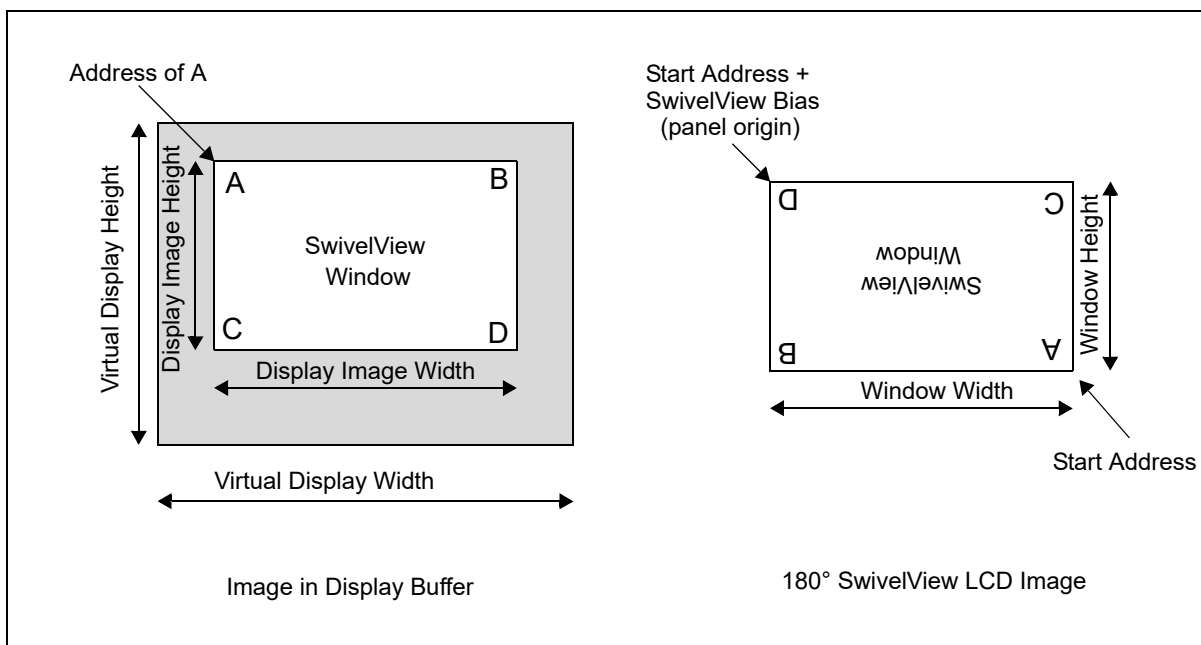 Address of A
Virtual Display Height
Display Image Height
A
B
SwivelView
Window
C
D
Display Image Width
Virtual Display Width
Image in Display Buffer
Start Address +
SwivelView Bias
(panel origin)
D
C
SwivelView
Window
B
A
Window Height
Window Width
Start Address
180° SwivelView LCD Image